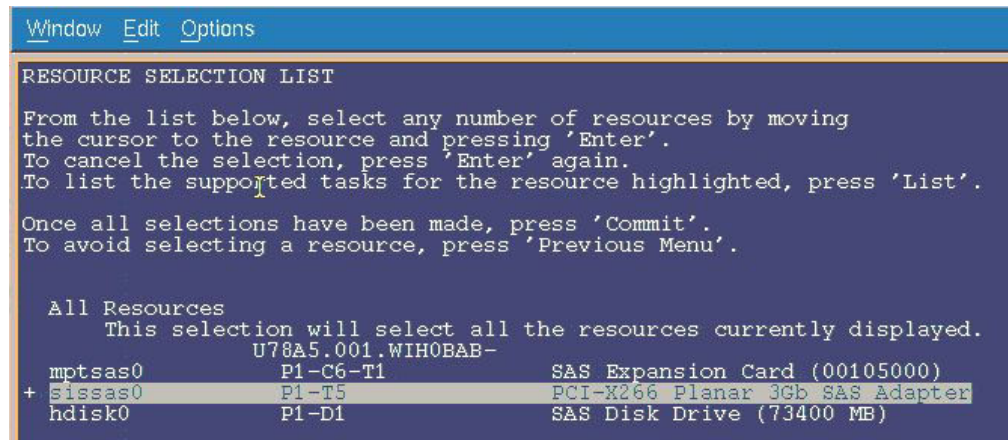 Window Edit Options
RESOURCE SELECTION LIST
From the list below, select any number of resources by moving
the cursor to the resource and pressing 'Enter'.
To cancel the selection, press 'Enter' again.
To list the supported tasks for the resource highlighted, press 'List'.
Once all selections have been made, press 'Commit'.
To avoid selecting a resource, press 'Previous Menu'.
All Resources
This selection will select all the resources currently displayed.
U78A5.001.WIH0BAB-
mptsas0 P1-C6-T1 SAS Expansion Card (00105000)
+ sissas0 P1-T5 PCI-X266 Planar 3Gb SAS Adapter
hdisk0 P1-D1 SAS Disk Drive (73400 MB)